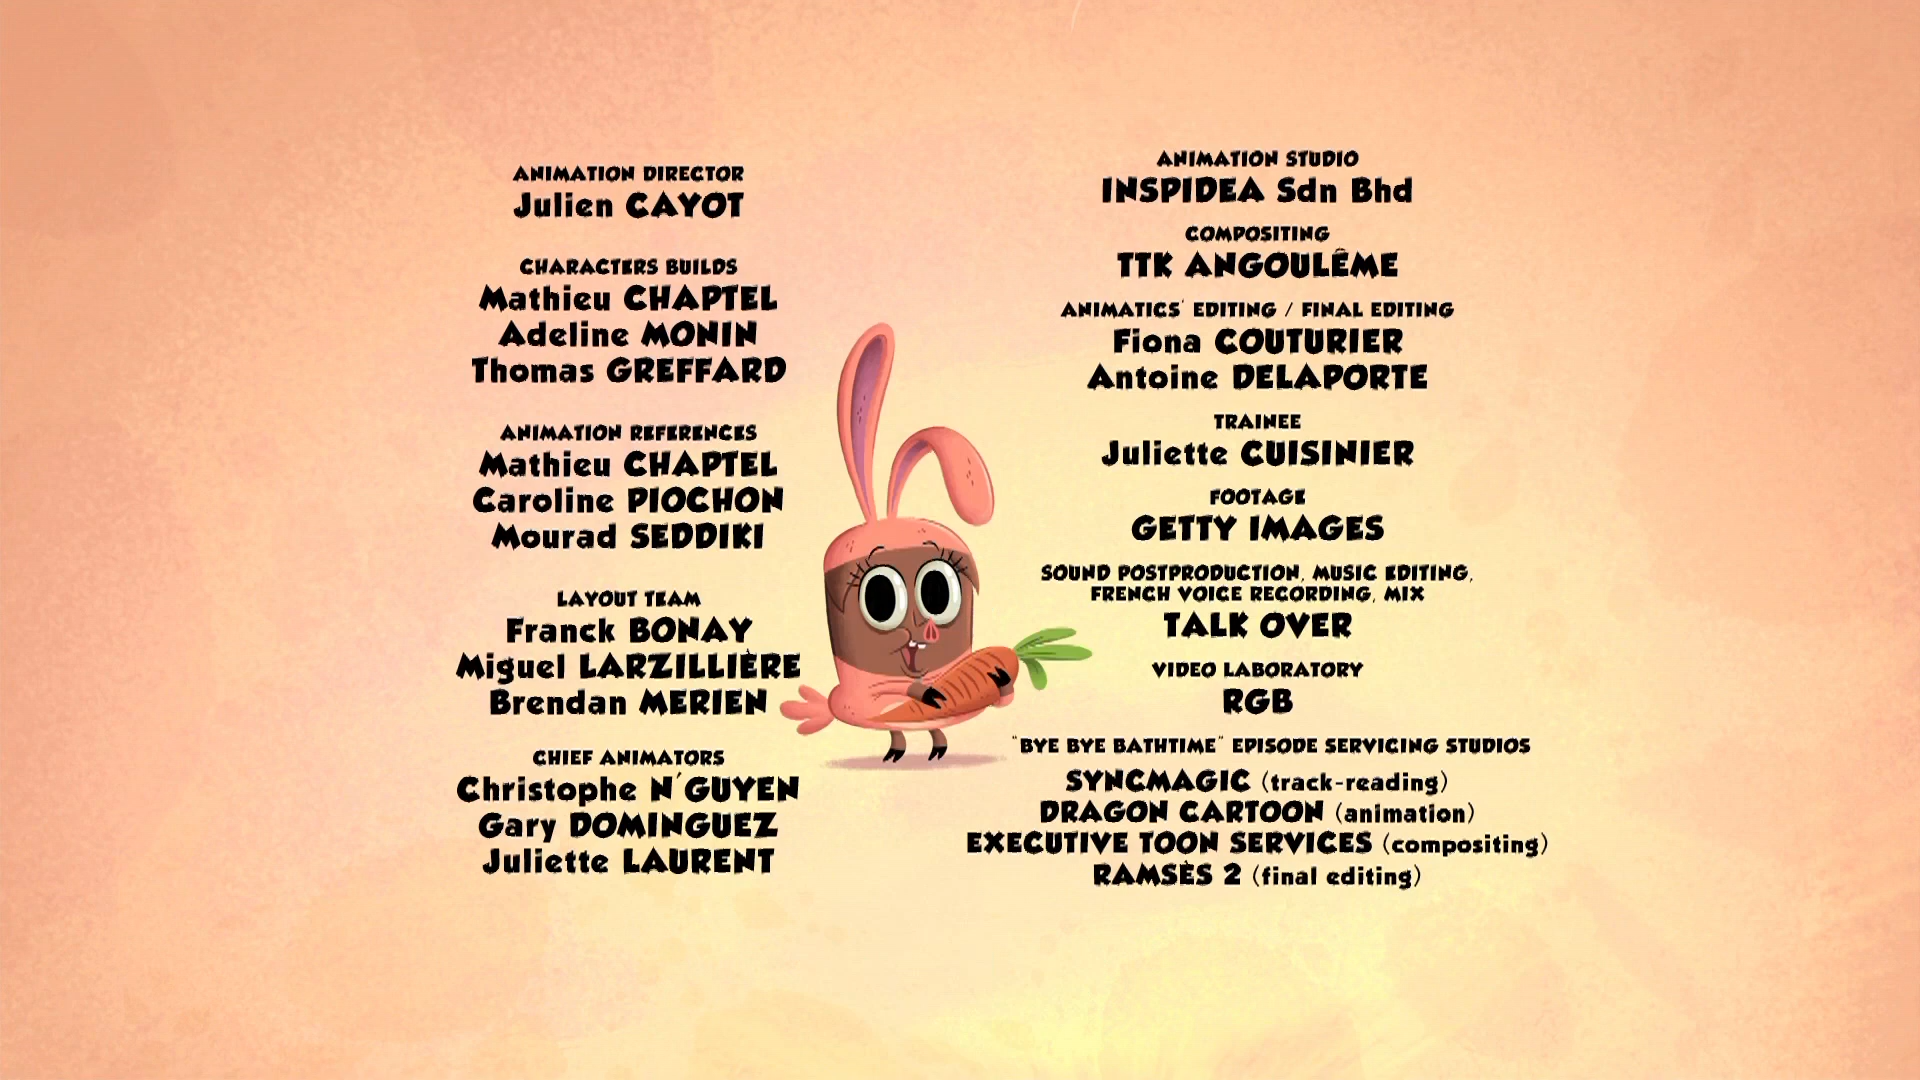 ANIMATION DIRECTOR
Julien CAYOT
CHARACTERS BUILDS
Mathieu CHAPTEL
Adeline MONIN
Thomas GREFFARD
ANIMATION REFERENCES
Mathieu CHAPTEL
Caroline PIOCHON
Mourad SEDDIKI
LAYOUT TEAM
Franck BONAY
Miguel LARZILLIÈRE
Brendan MERIEN
CHIEF ANIMATORS
Christophe N'GUYEN
Gary DOMINGUEZ
Juliette LAURENT
ANIMATION STUDIO
INSPIDEA Sdn Bhd
COMPOSITING
TTK ANGOULÊME
ANIMATICS' EDITING / FINAL EDITING
Fiona COUTURIER
Antoine DELAPORTE
TRAINEE
Juliette CUISINIER
FOOTAGE
GETTY IMAGES
SOUND POSTPRODUCTION, MUSIC EDITING,
FRENCH VOICE RECORDING, MIX
TALK OVER
VIDEO LABORATORY
RGB
"BYE BYE BATHTIME" EPISODE SERVICING STUDIOS
SYNCMAGIC (track-reading)
DRAGON CARTOON (animation)
EXECUTIVE TOON SERVICES (compositing)
RAMSÈS 2 (final editing)